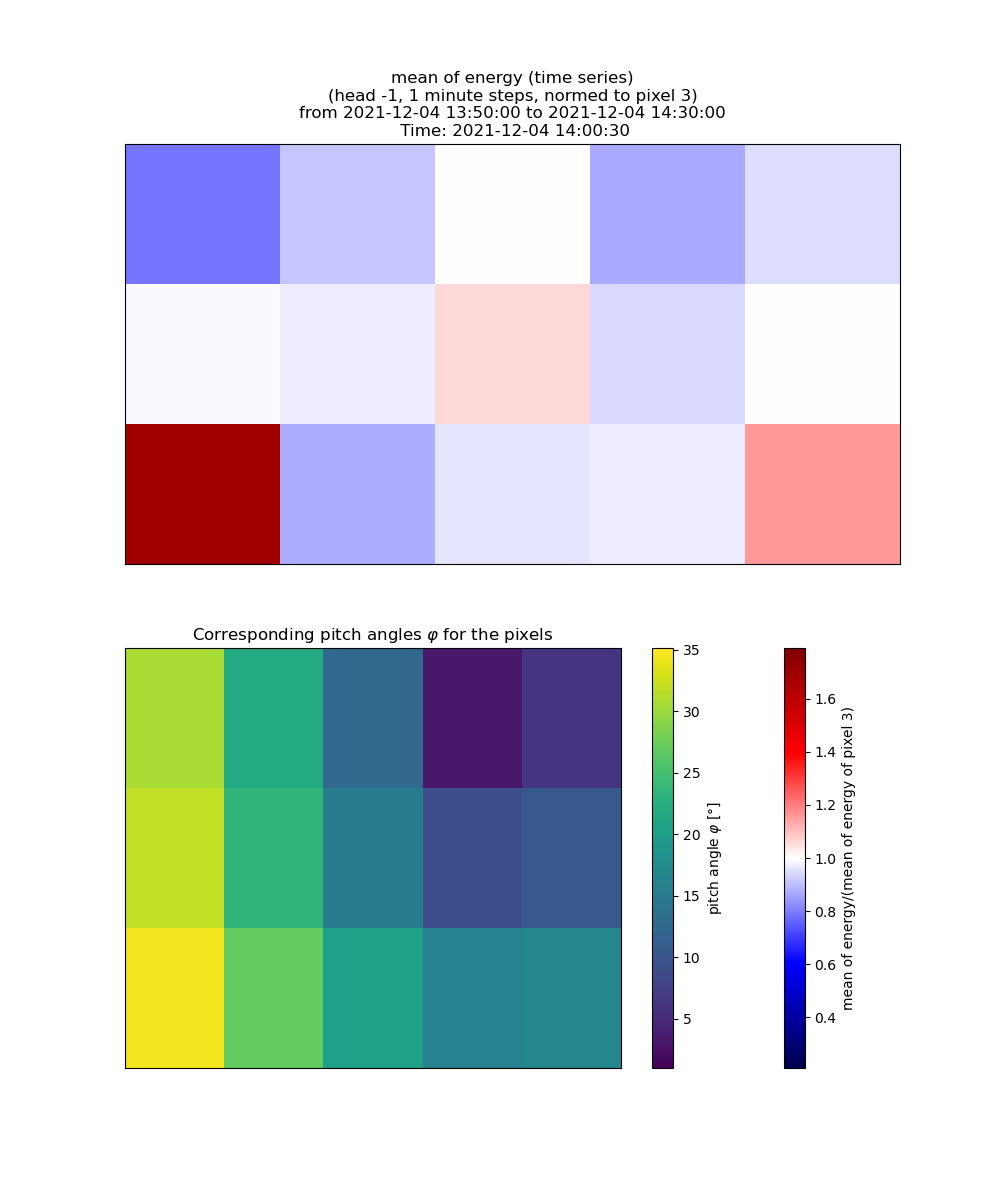 mean of energy (time series)
(head -1, 1 minute steps, normed to pixel 3)
from 2021-12-04 13:50:00 to 2021-12-04 14:30:00
Time: 2021-12-04 14:00:30
Corresponding pitch angles φ for the pixels
35
30
25
20
15
10
5
pitch angle φ [°]
1.6
1.4
1.2
1.0
0.8
0.6
0.4
mean of energy/(mean of energy of pixel 3)